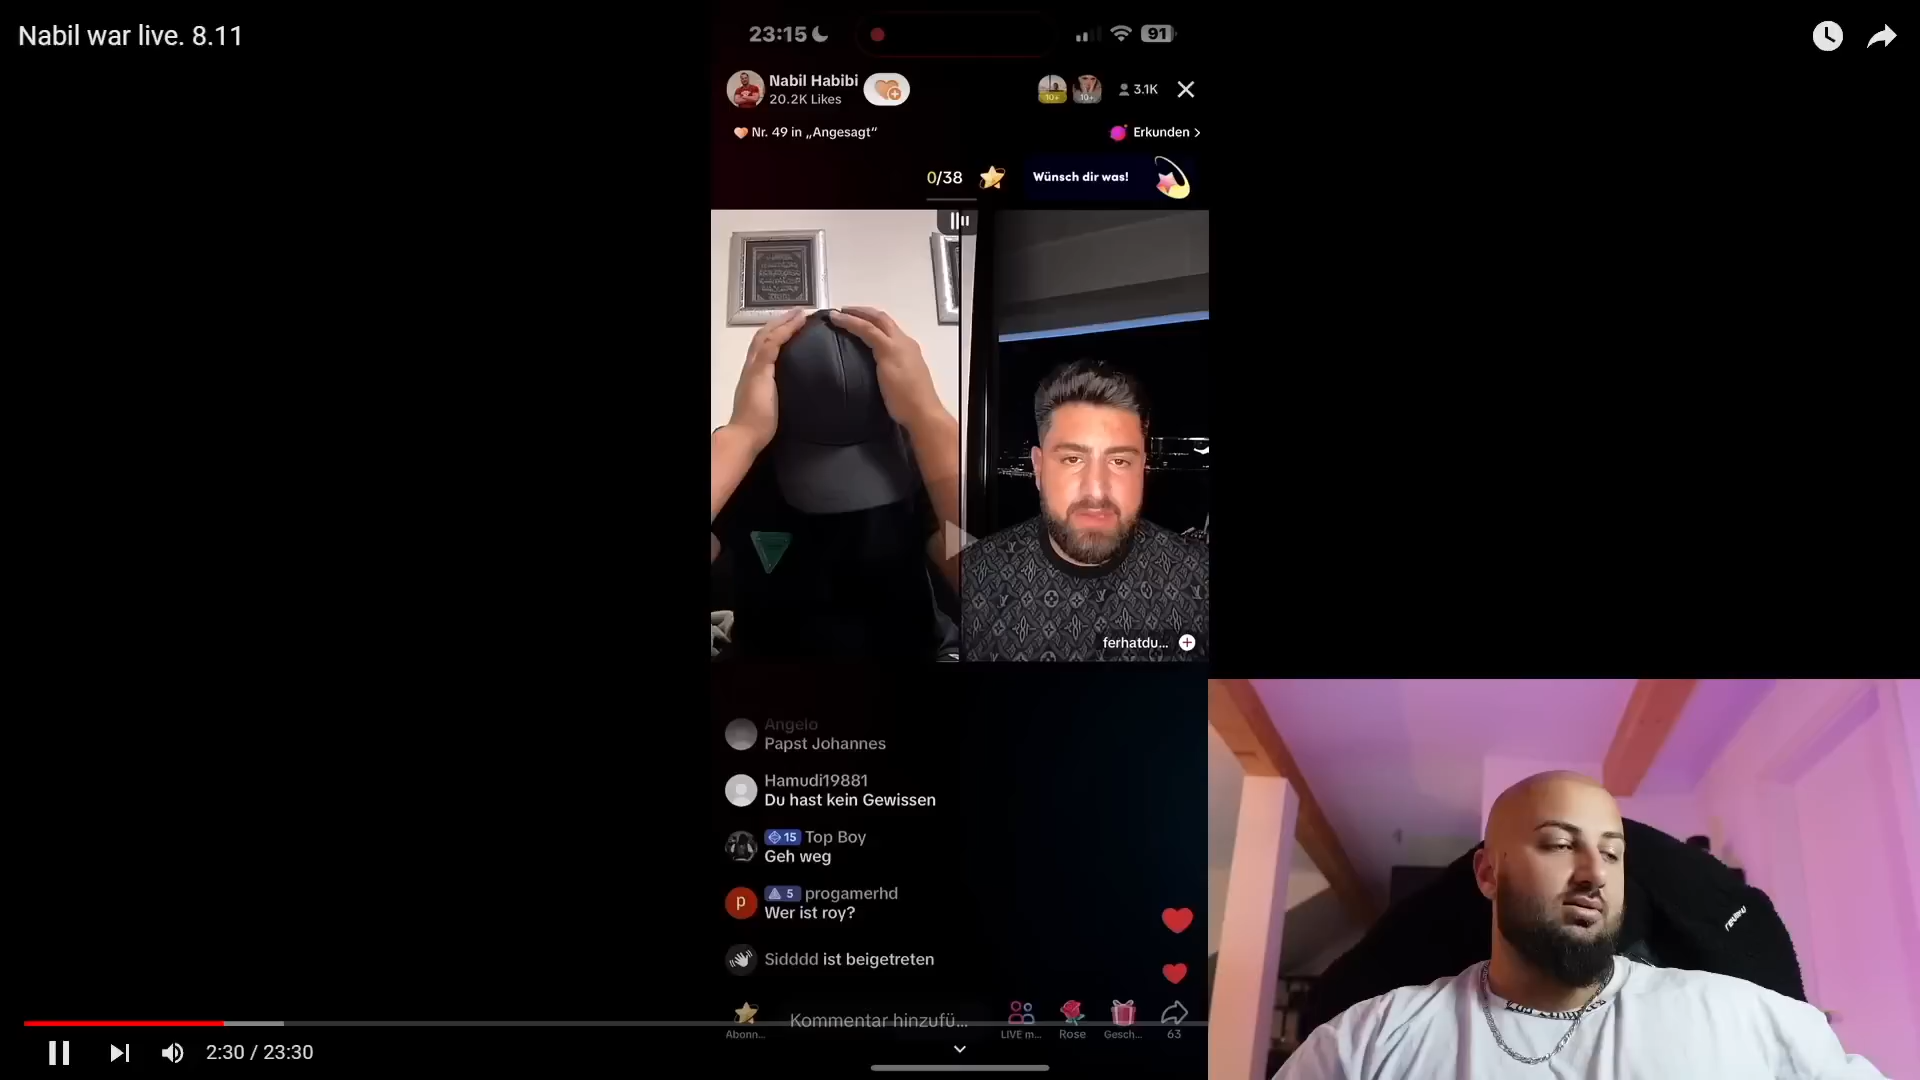 Nabil war live. 8.11
23:15
91
Nabil Habibi
20.2K Likes
10+
10+
3.1K
Nr. 49 in „Angesagt“
Erkunden >
0/38
Wünsch dir was!
ferhatdu...
Angelo
Papst Johannes
Hamudi19881
Du hast kein Gewissen
15 Top Boy
Geh weg
p
5 progamerhd
Wer ist roy?
Sidddd ist beigetreten
Kommentar hinzufü...
Abonn...
LIVE m...
Rose
Gesch...
63
2:30 / 23:30